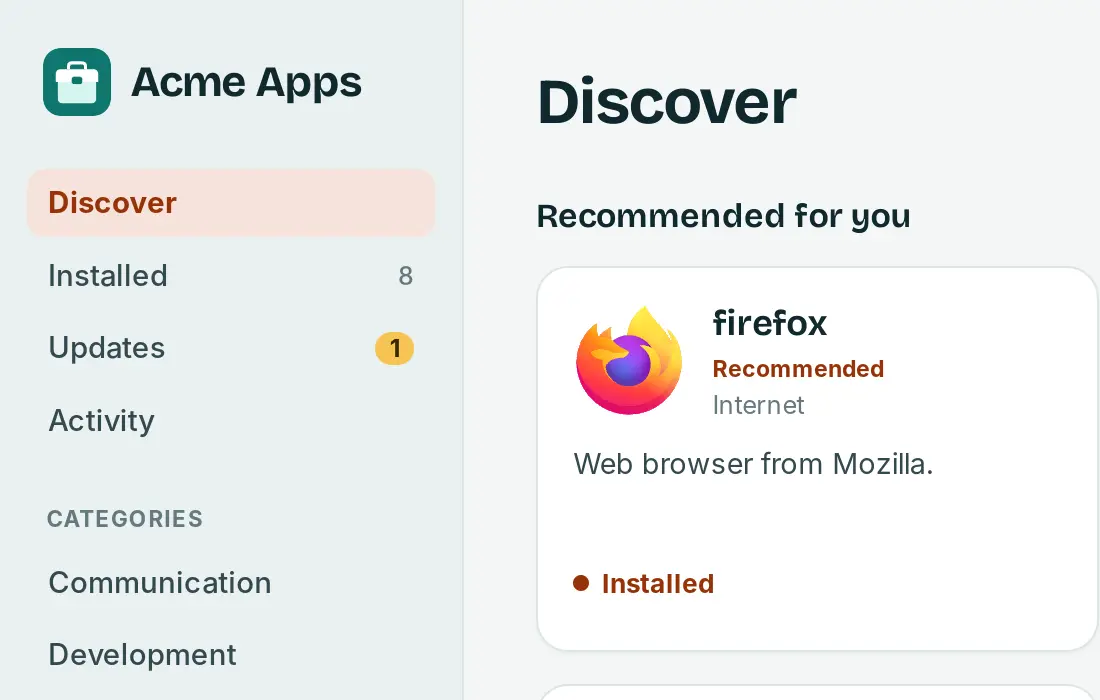 Acme Apps
Discover
Installed 8
Updates 1
Activity
CATEGORIES
Communication
Development
Discover
Recommended for you
firefox
Recommended
Internet
Web browser from Mozilla.
Installed